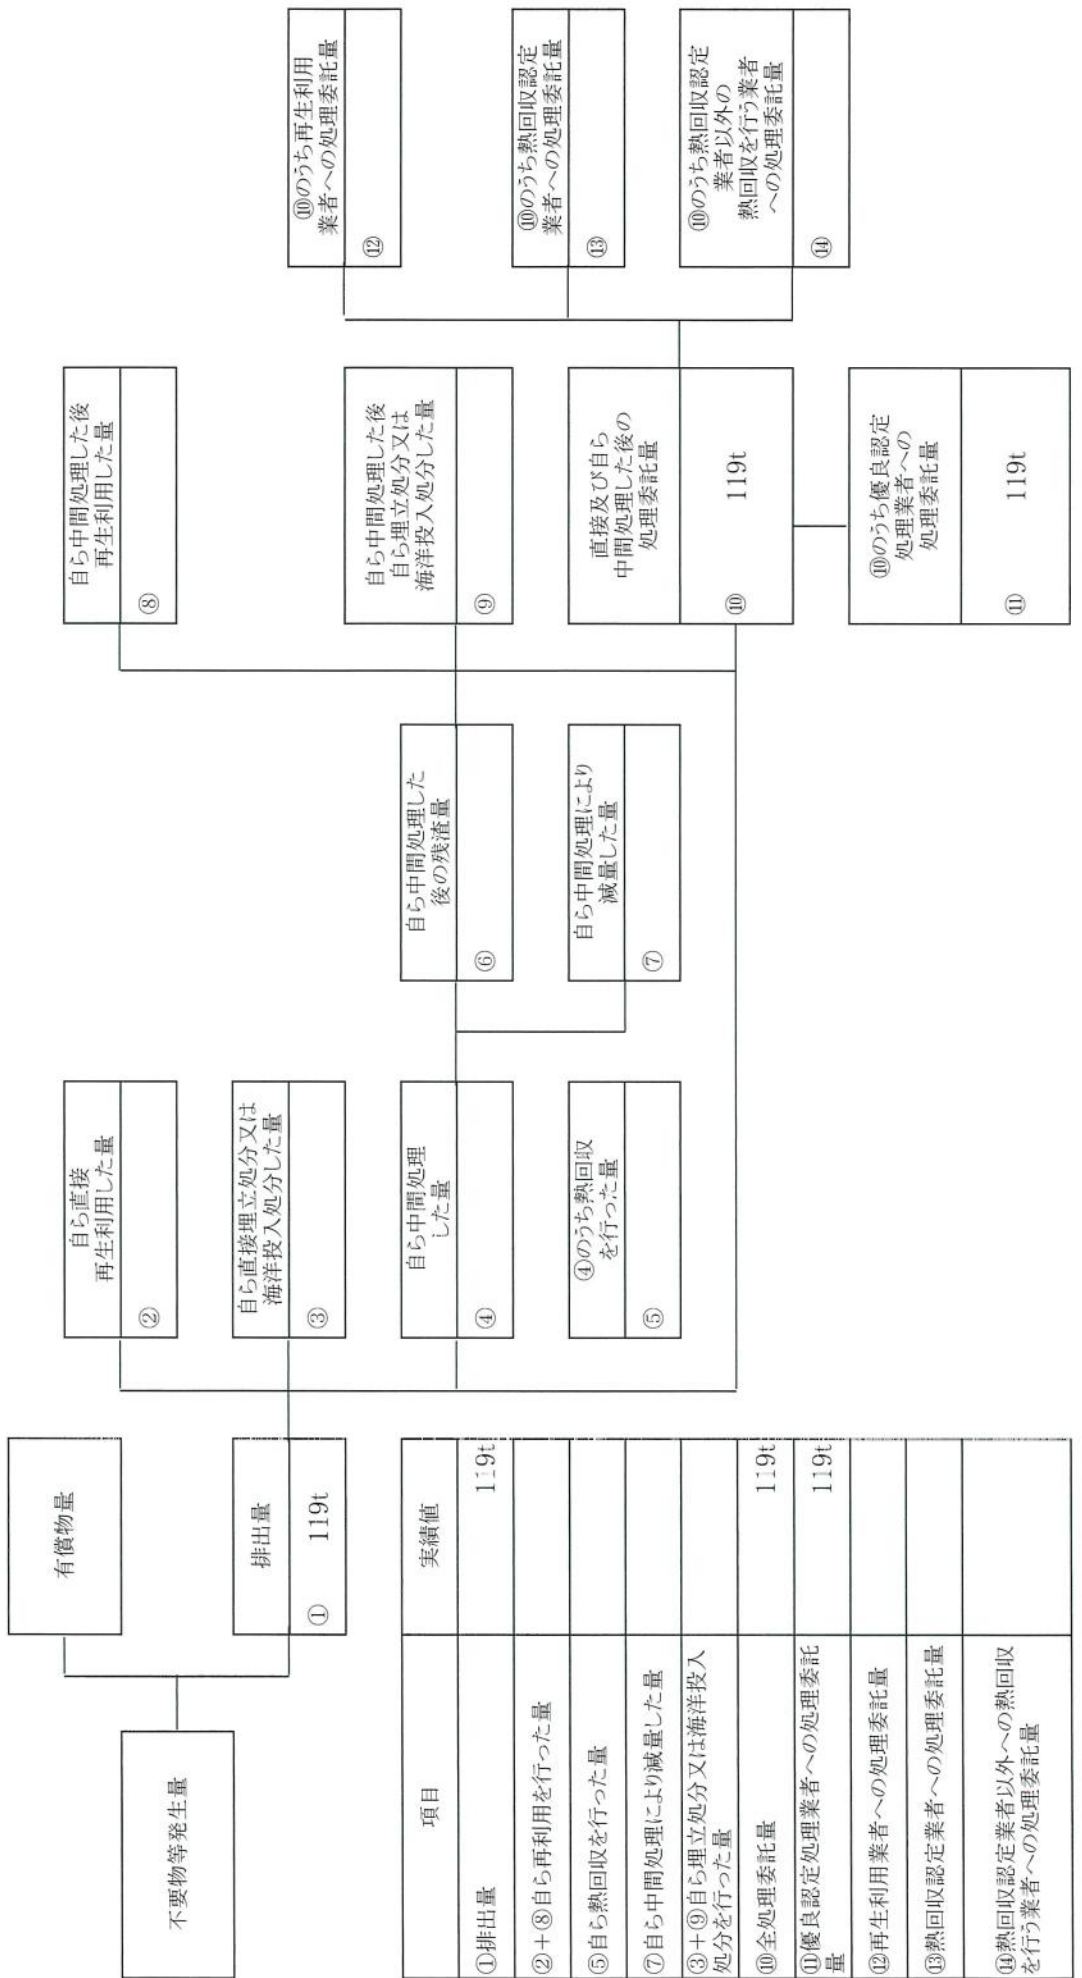 不要物等発生量
有償物量
排出量
① 119t
自ら直接
再生利用した量
②
自ら直接埋立処分又は
海洋投入処分した量
③
自ら中間処理
した量
④
④のうち熱回収
を行った量
⑤
自ら中間処理した
後の残渣量
⑥
自ら中間処理により
減量した量
⑦
自ら中間処理した後
再生利用した量
⑧
自ら中間処理した後
自ら埋立処分又は
海洋投入処分した量
⑨
直接及び自ら
中間処理した後の
処理委託量
⑩ 119t
⑩のうち優良認定
処理業者への
処理委託量
⑪ 119t
⑩のうち再生利用
業者への処理委託量
⑫
⑩のうち熱回収認定
業者への処理委託量
⑬
⑩のうち熱回収認定
業者以外の
熱回収を行う業者
への処理委託量
⑭
項目 実績値
①排出量 119t
②+⑧自ら再利用を行った量
⑤自ら熱回収を行った量
⑦自ら中間処理により減量した量
③+⑨自ら埋立処分又は海洋投入
処分を行った量
⑩全処理委託量 119t
⑪優良認定処理業者への処理委託
量 119t
⑫再生利用業者への処理委託量
⑬熱回収認定業者への処理委託量
⑭熱回収認定業者以外への熱回収
を行う業者への処理委託量